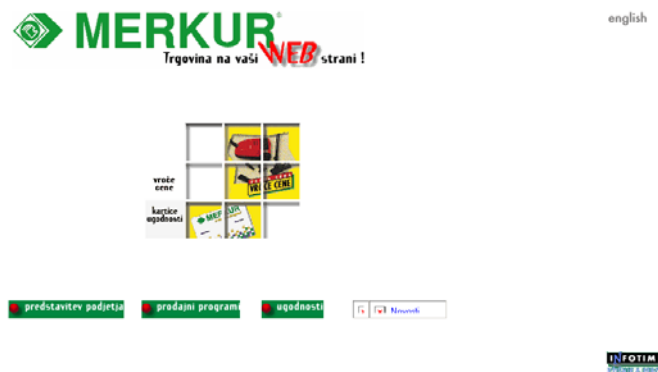 MERKUR
english
Trgovina na vaši WEB strani !
vroče
cene
VROČE CENE
kartice
ugodnosti
MERKUR
predstavitev podjetja
prodajni programi
ugodnosti
Novosti
INFOTIM